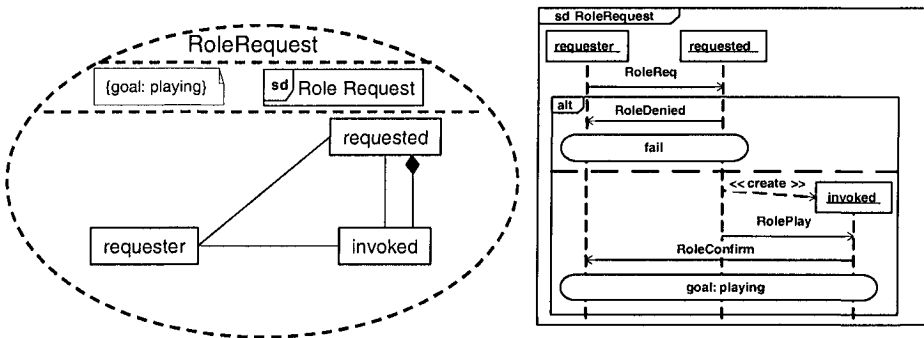 RoleRequest
{goal: playing}
sd Role Request
requested
requester
invoked
sd RoleRequest
requester
requested
RoleReq
alt
RoleDenied
fail
<< create >>
invoked
RolePlay
RoleConfirm
goal: playing